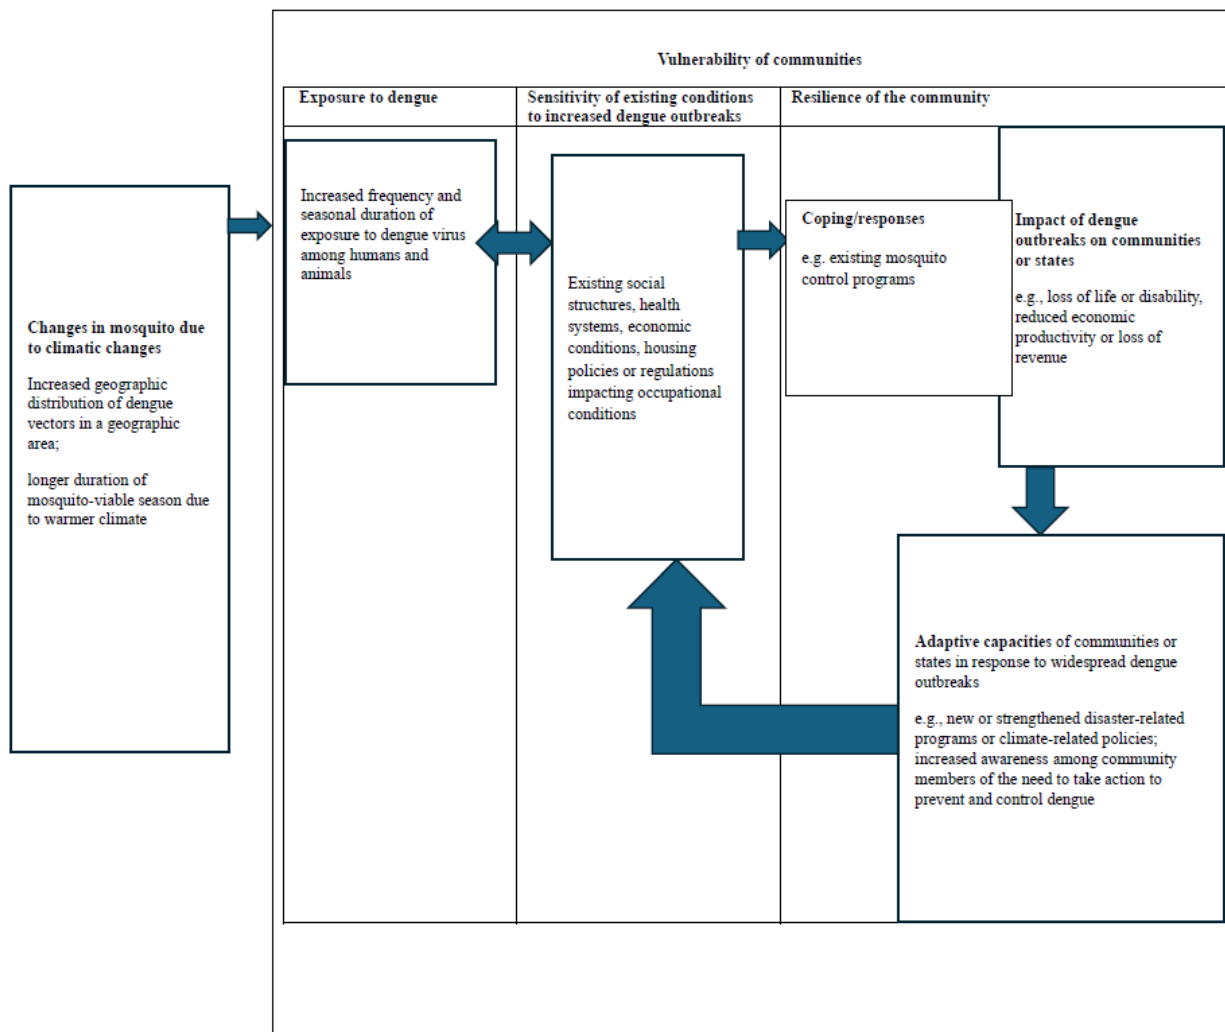 Vulnerability of communities
Exposure to dengue
Sensitivity of existing conditions
to increased dengue outbreaks
Resilience of the community
Changes in mosquito due
to climatic changes
Increased geographic
distribution of dengue
vectors in a geographic
area;
longer duration of
mosquito-viable season due
to warmer climate
Increased frequency and
seasonal duration of
exposure to dengue virus
among humans and
animals
Existing social
structures, health
systems, economic
conditions, housing
policies or regulations
impacting occupational
conditions
Coping/responses
e.g. existing mosquito
control programs
Impact of dengue
outbreaks on communities
or states
e.g., loss of life or disability,
reduced economic
productivity or loss of
revenue
Adaptive capacities of communities or
states in response to widespread dengue
outbreaks
e.g., new or strengthened disaster-related
programs or climate-related policies;
increased awareness among community
members of the need to take action to
prevent and control dengue